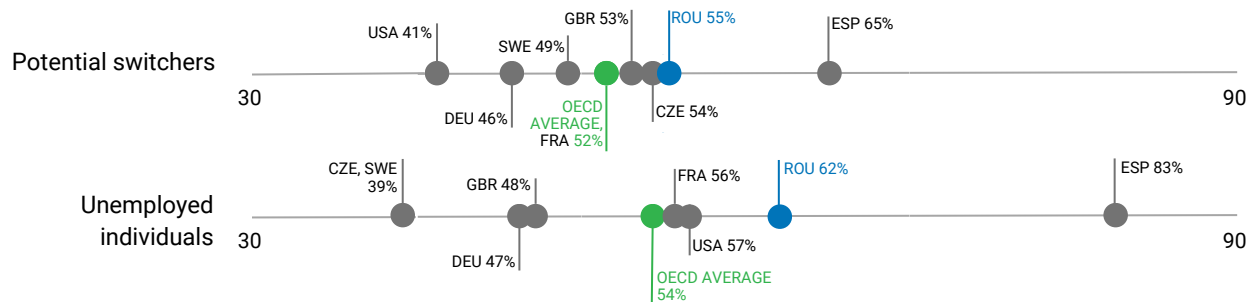 Potential switchers
30
USA 41%
DEU 46%
SWE 49%
OECD
AVERAGE,
FRA 52%
GBR 53%
CZE 54%
ROU 55%
ESP 65%
90
Unemployed
individuals
30
CZE, SWE
39%
DEU 47%
GBR 48%
OECD AVERAGE
54%
FRA 56%
USA 57%
ROU 62%
ESP 83%
90